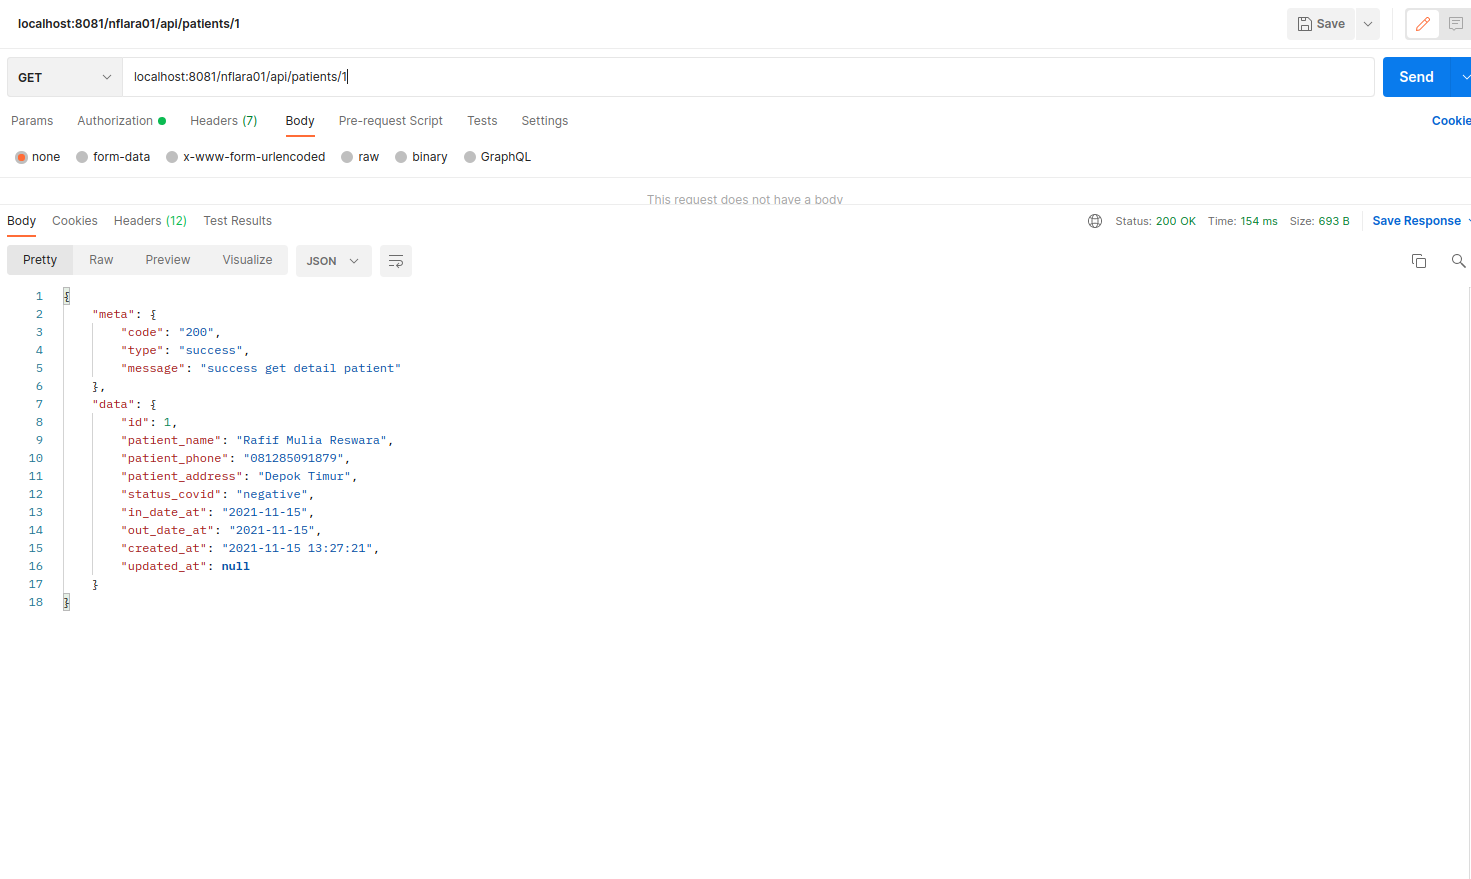 localhost:8081/nflara01/api/patients/1
Save
GET
localhost:8081/nflara01/api/patients/1
Send
Params Authorization Headers (7) Body Pre-request Script Tests Settings Cookie
none form-data x-www-form-urlencoded raw binary GraphQL
This request does not have a body
Body Cookies Headers (12) Test Results Status: 200 OK Time: 154 ms Size: 693 B Save Response
Pretty Raw Preview Visualize JSON
1 {
2 "meta": {
3 "code": "200",
4 "type": "success",
5 "message": "success get detail patient"
6 },
7 "data": {
8 "id": 1,
9 "patient_name": "Rafif Mulia Reswara",
10 "patient_phone": "081285091879",
11 "patient_address": "Depok Timur",
12 "status_covid": "negative",
13 "in_date_at": "2021-11-15",
14 "out_date_at": "2021-11-15",
15 "created_at": "2021-11-15 13:27:21",
16 "updated_at": null
17 }
18 }